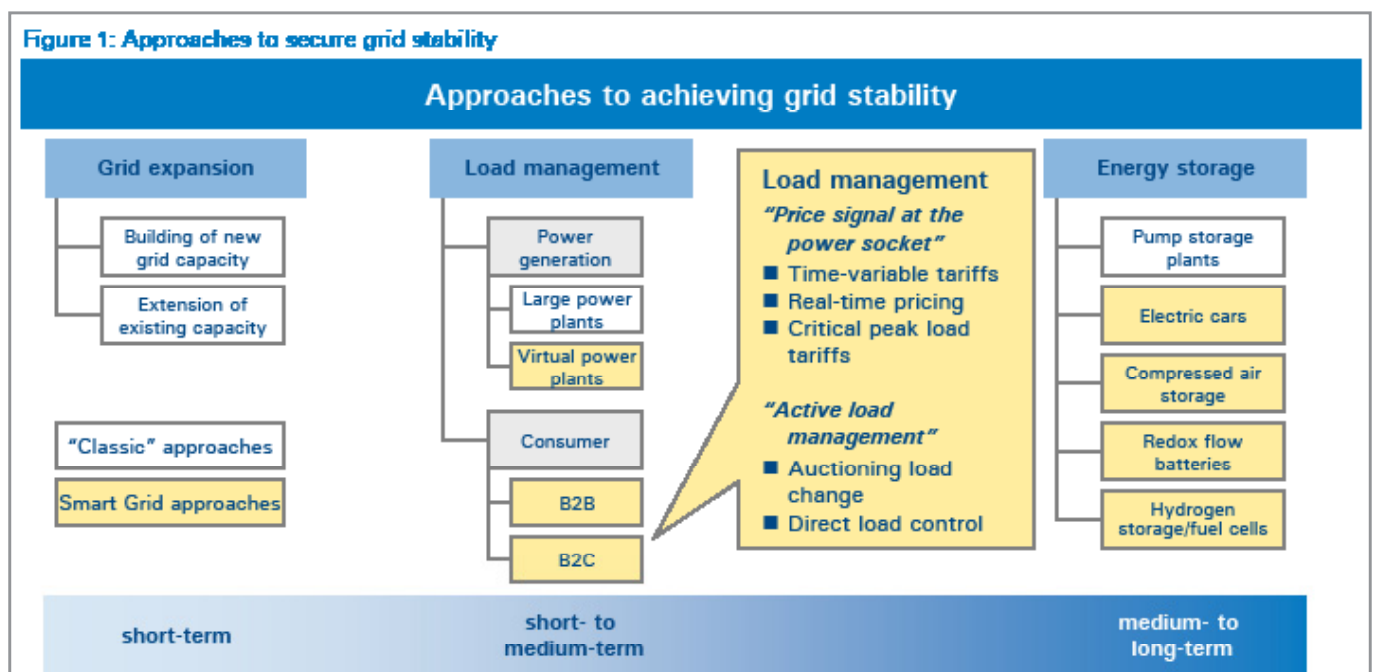 Figure 1: Approaches to secure grid stability
Approaches to achieving grid stability
Grid expansion
Building of new
grid capacity
Extension of
existing capacity
"Classic" approaches
Smart Grid approaches
Load management
Power
generation
Large power
plants
Virtual power
plants
Consumer
B2B
B2C
Load management
"Price signal at the
power socket"
■ Time-variable tariffs
■ Real-time pricing
■ Critical peak load
tariffs
"Active load
management"
■ Auctioning load
change
■ Direct load control
Energy storage
Pump storage
plants
Electric cars
Compressed air
storage
Redox flow
batteries
Hydrogen
storage/fuel cells
short-term
short- to
medium-term
medium- to
long-term